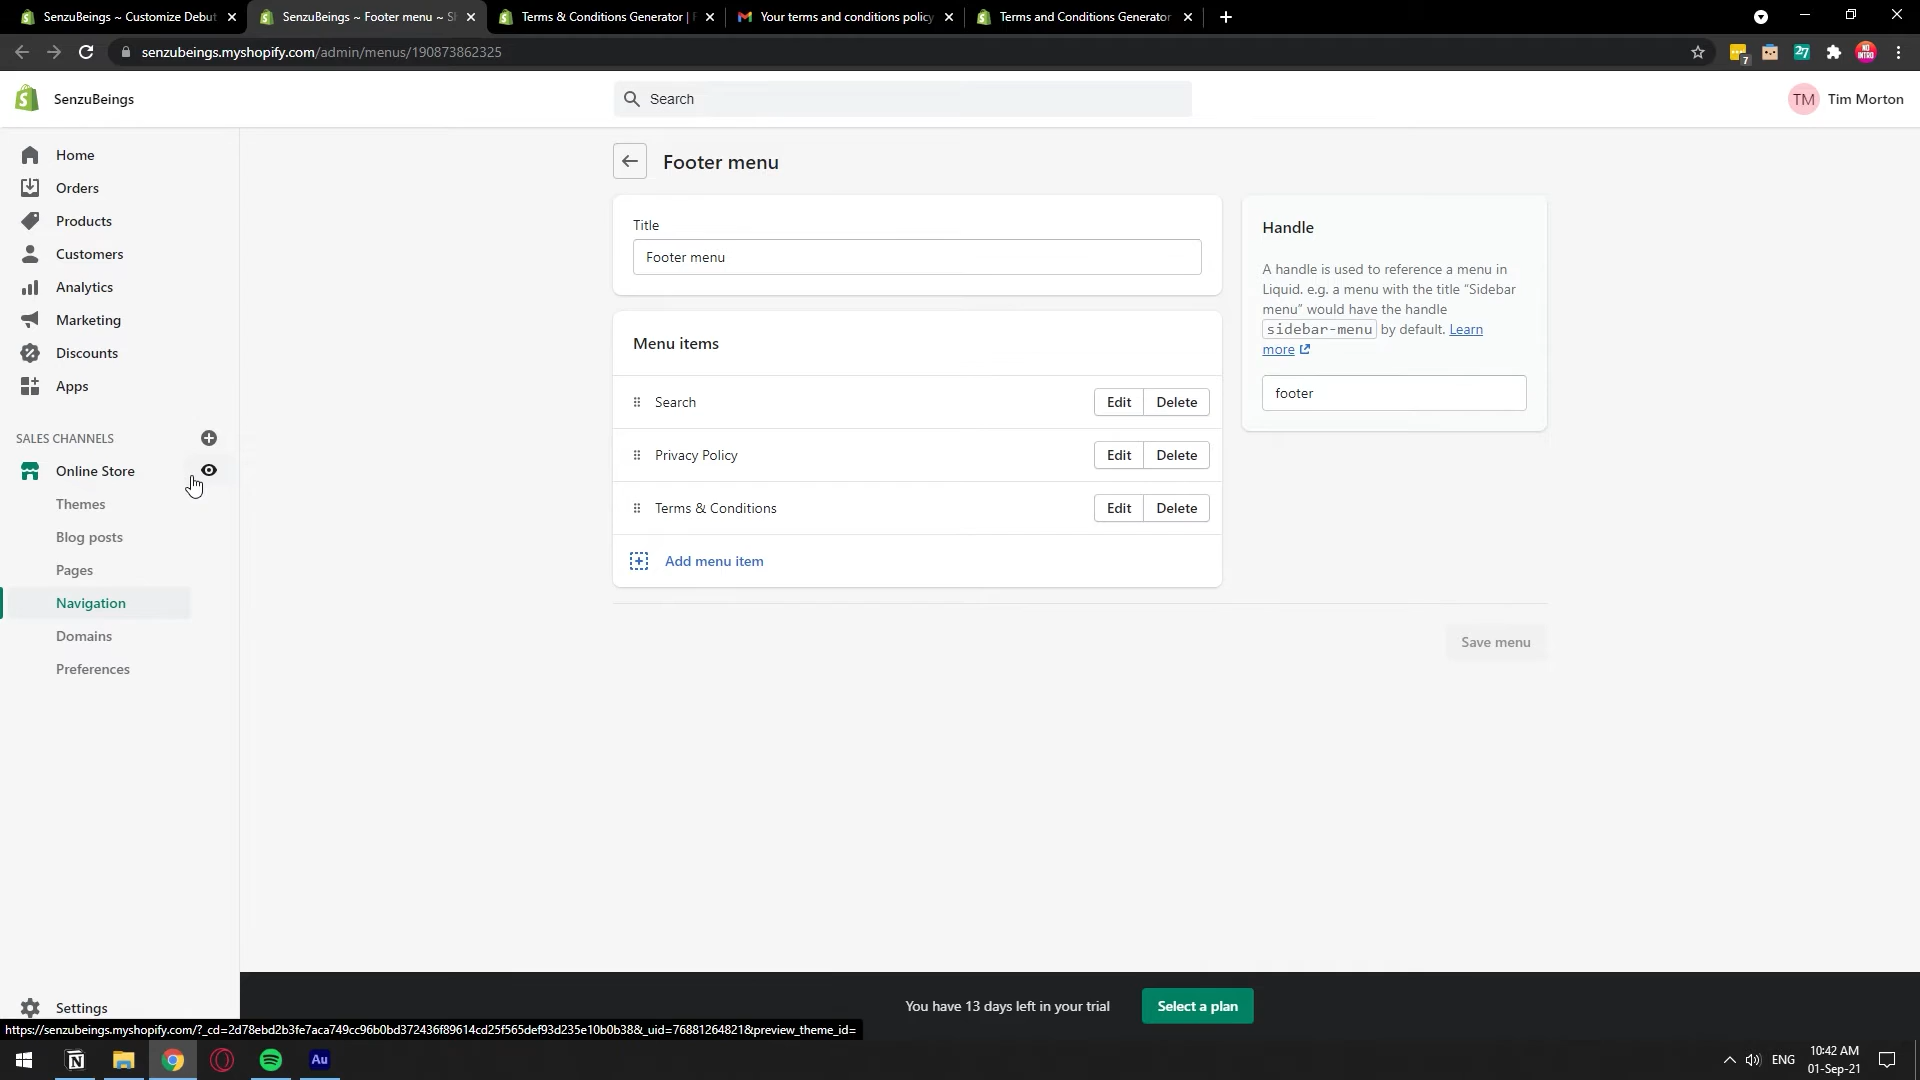 SenzuBeings ~ Customize Debut
SenzuBeings ~ Footer menu ~ S
Terms & Conditions Generator |
Your terms and conditions policy
Terms and Conditions Generator
senzubeings.myshopify.com/admin/menus/190873862325
7
27
NO INTRO
SenzuBeings
Search
TM
Tim Morton
Home
Orders
Products
Customers
Analytics
Marketing
Discounts
Apps
SALES CHANNELS
Online Store
Themes
Blog posts
Pages
Navigation
Domains
Preferences
Settings
Footer menu
Title
Footer menu
Menu items
Search
Edit
Delete
Privacy Policy
Edit
Delete
Terms & Conditions
Edit
Delete
Add menu item
Handle
A handle is used to reference a menu in
Liquid. e.g. a menu with the title “Sidebar
menu” would have the handle
sidebar-menu by default. Learn
more
footer
Save menu
You have 13 days left in your trial
Select a plan
https://senzubeings.myshopify.com/?_cd=2d78ebd2b3fe7aca749cc96b0bd372436f89614cd25f565def93d235e10b0b38&_uid=76881264821&preview_theme_id=
Au
ENG
10:42 AM
01-Sep-21